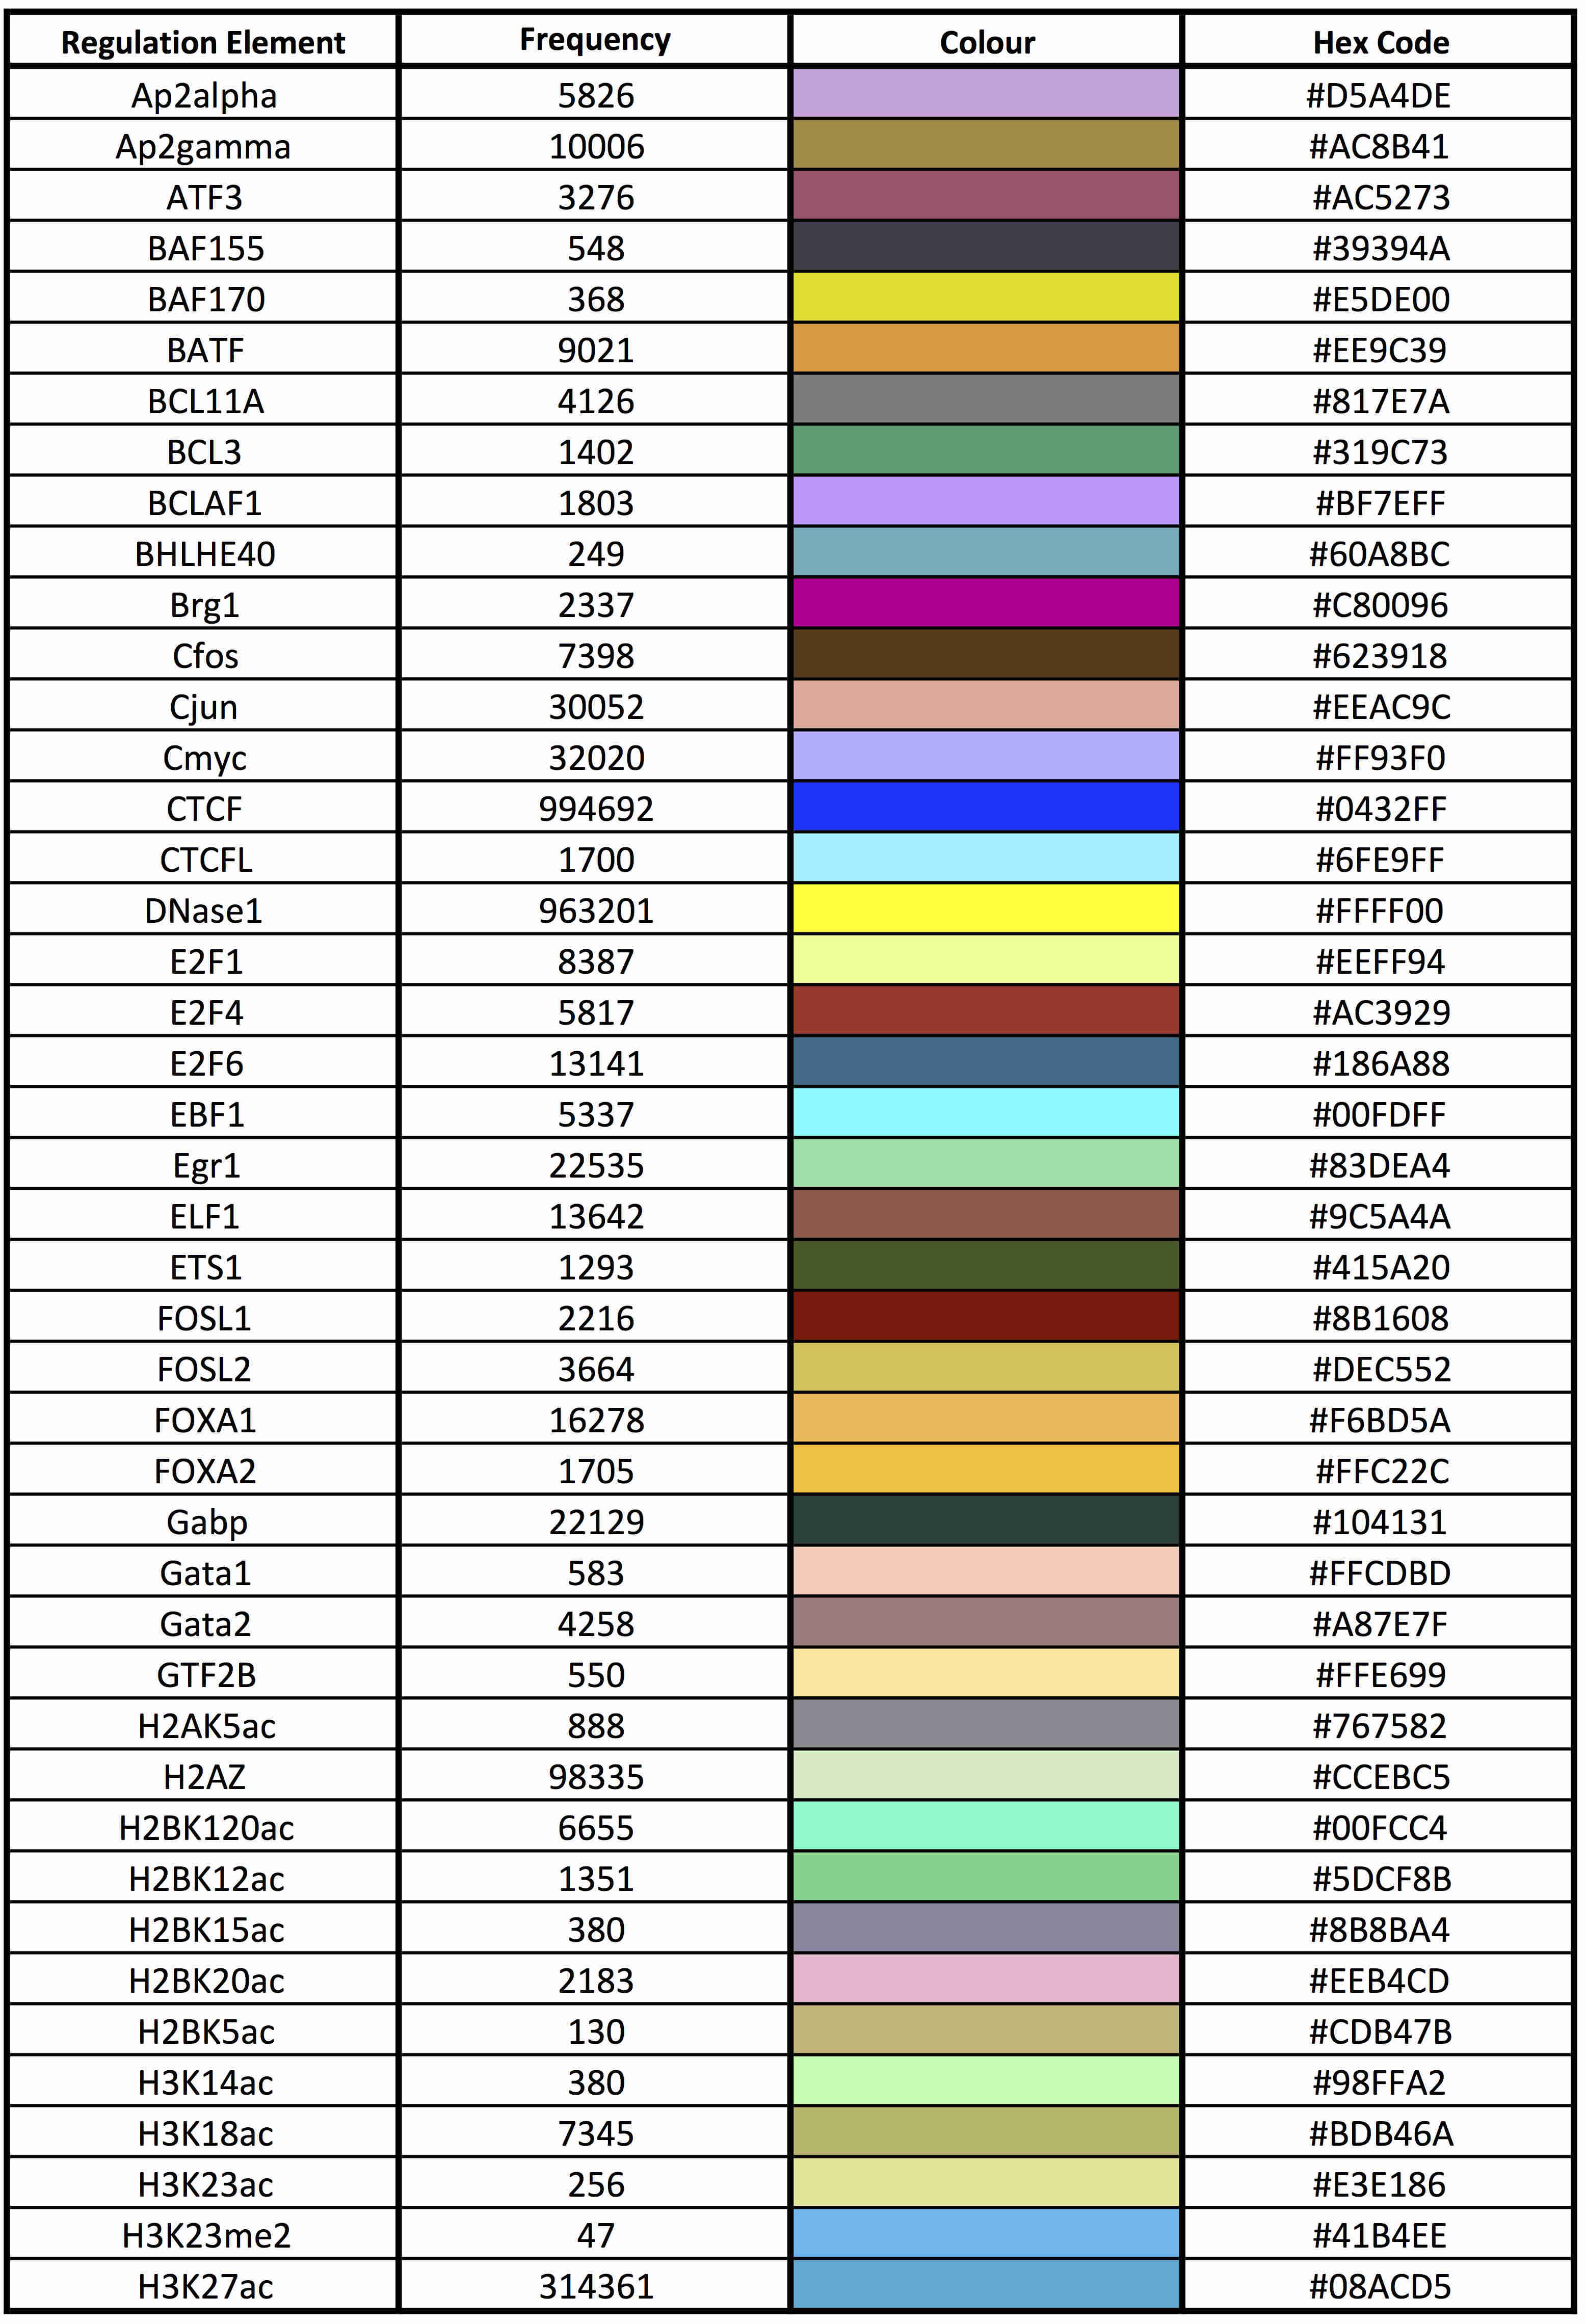 Regulation Element Frequency Colour Hex Code
Ap2alpha 5826 #D5A4DE
Ap2gamma 10006 #AC8B41
ATF3 3276 #AC5273
BAF155 548 #39394A
BAF170 368 #E5DE00
BATF 9021 #EE9C39
BCL11A 4126 #817E7A
BCL3 1402 #319C73
BCLAF1 1803 #BF7EFF
BHLHE40 249 #60A8BC
Brg1 2337 #C80096
Cfos 7398 #623918
Cjun 30052 #EEAC9C
Cmyc 32020 #FF93F0
CTCF 994692 #0432FF
CTCFL 1700 #6FE9FF
DNase1 963201 #FFFF00
E2F1 8387 #EEFF94
E2F4 5817 #AC3929
E2F6 13141 #186A88
EBF1 5337 #00FDFF
Egr1 22535 #83DEA4
ELF1 13642 #9C5A4A
ETS1 1293 #415A20
FOSL1 2216 #8B1608
FOSL2 3664 #DEC552
FOXA1 16278 #F6BD5A
FOXA2 1705 #FFC22C
Gabp 22129 #104131
Gata1 583 #FFCDBD
Gata2 4258 #A87E7F
GTF2B 550 #FFE699
H2AK5ac 888 #767582
H2AZ 98335 #CCEBC5
H2BK120ac 6655 #00FCC4
H2BK12ac 1351 #5DCF8B
H2BK15ac 380 #8B8BA4
H2BK20ac 2183 #EEB4CD
H2BK5ac 130 #CDB47B
H3K14ac 380 #98FFA2
H3K18ac 7345 #BDB46A
H3K23ac 256 #E3E186
H3K23me2 47 #41B4EE
H3K27ac 314361 #08ACD5